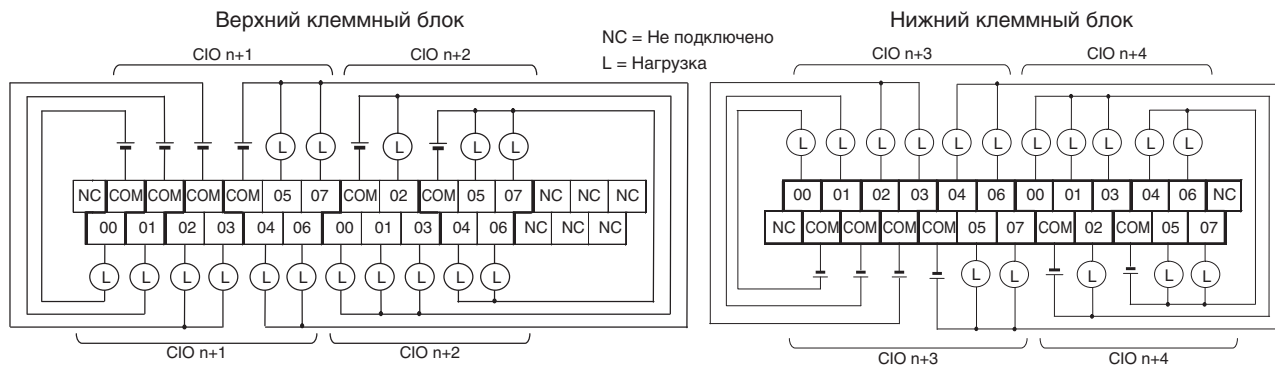 Верхний клеммный блок
Нижний клеммный блок
NC = Не подключено
L = Нагрузка
CIO n+1
CIO n+2
CIO n+3
CIO n+4
L L L L L
L L L L L L L L L L L
NC COM COM COM COM 05 07 COM 02 COM 05 07 NC NC NC
00 01 02 03 04 06 00 01 03 04 06 NC NC NC
L L L L L L L L L L L
CIO n+1
CIO n+2
00 01 02 03 04 06 00 01 03 04 06 NC
NC COM COM COM COM 05 07 COM 02 COM 05 07
L L L L L
CIO n+3
CIO n+4